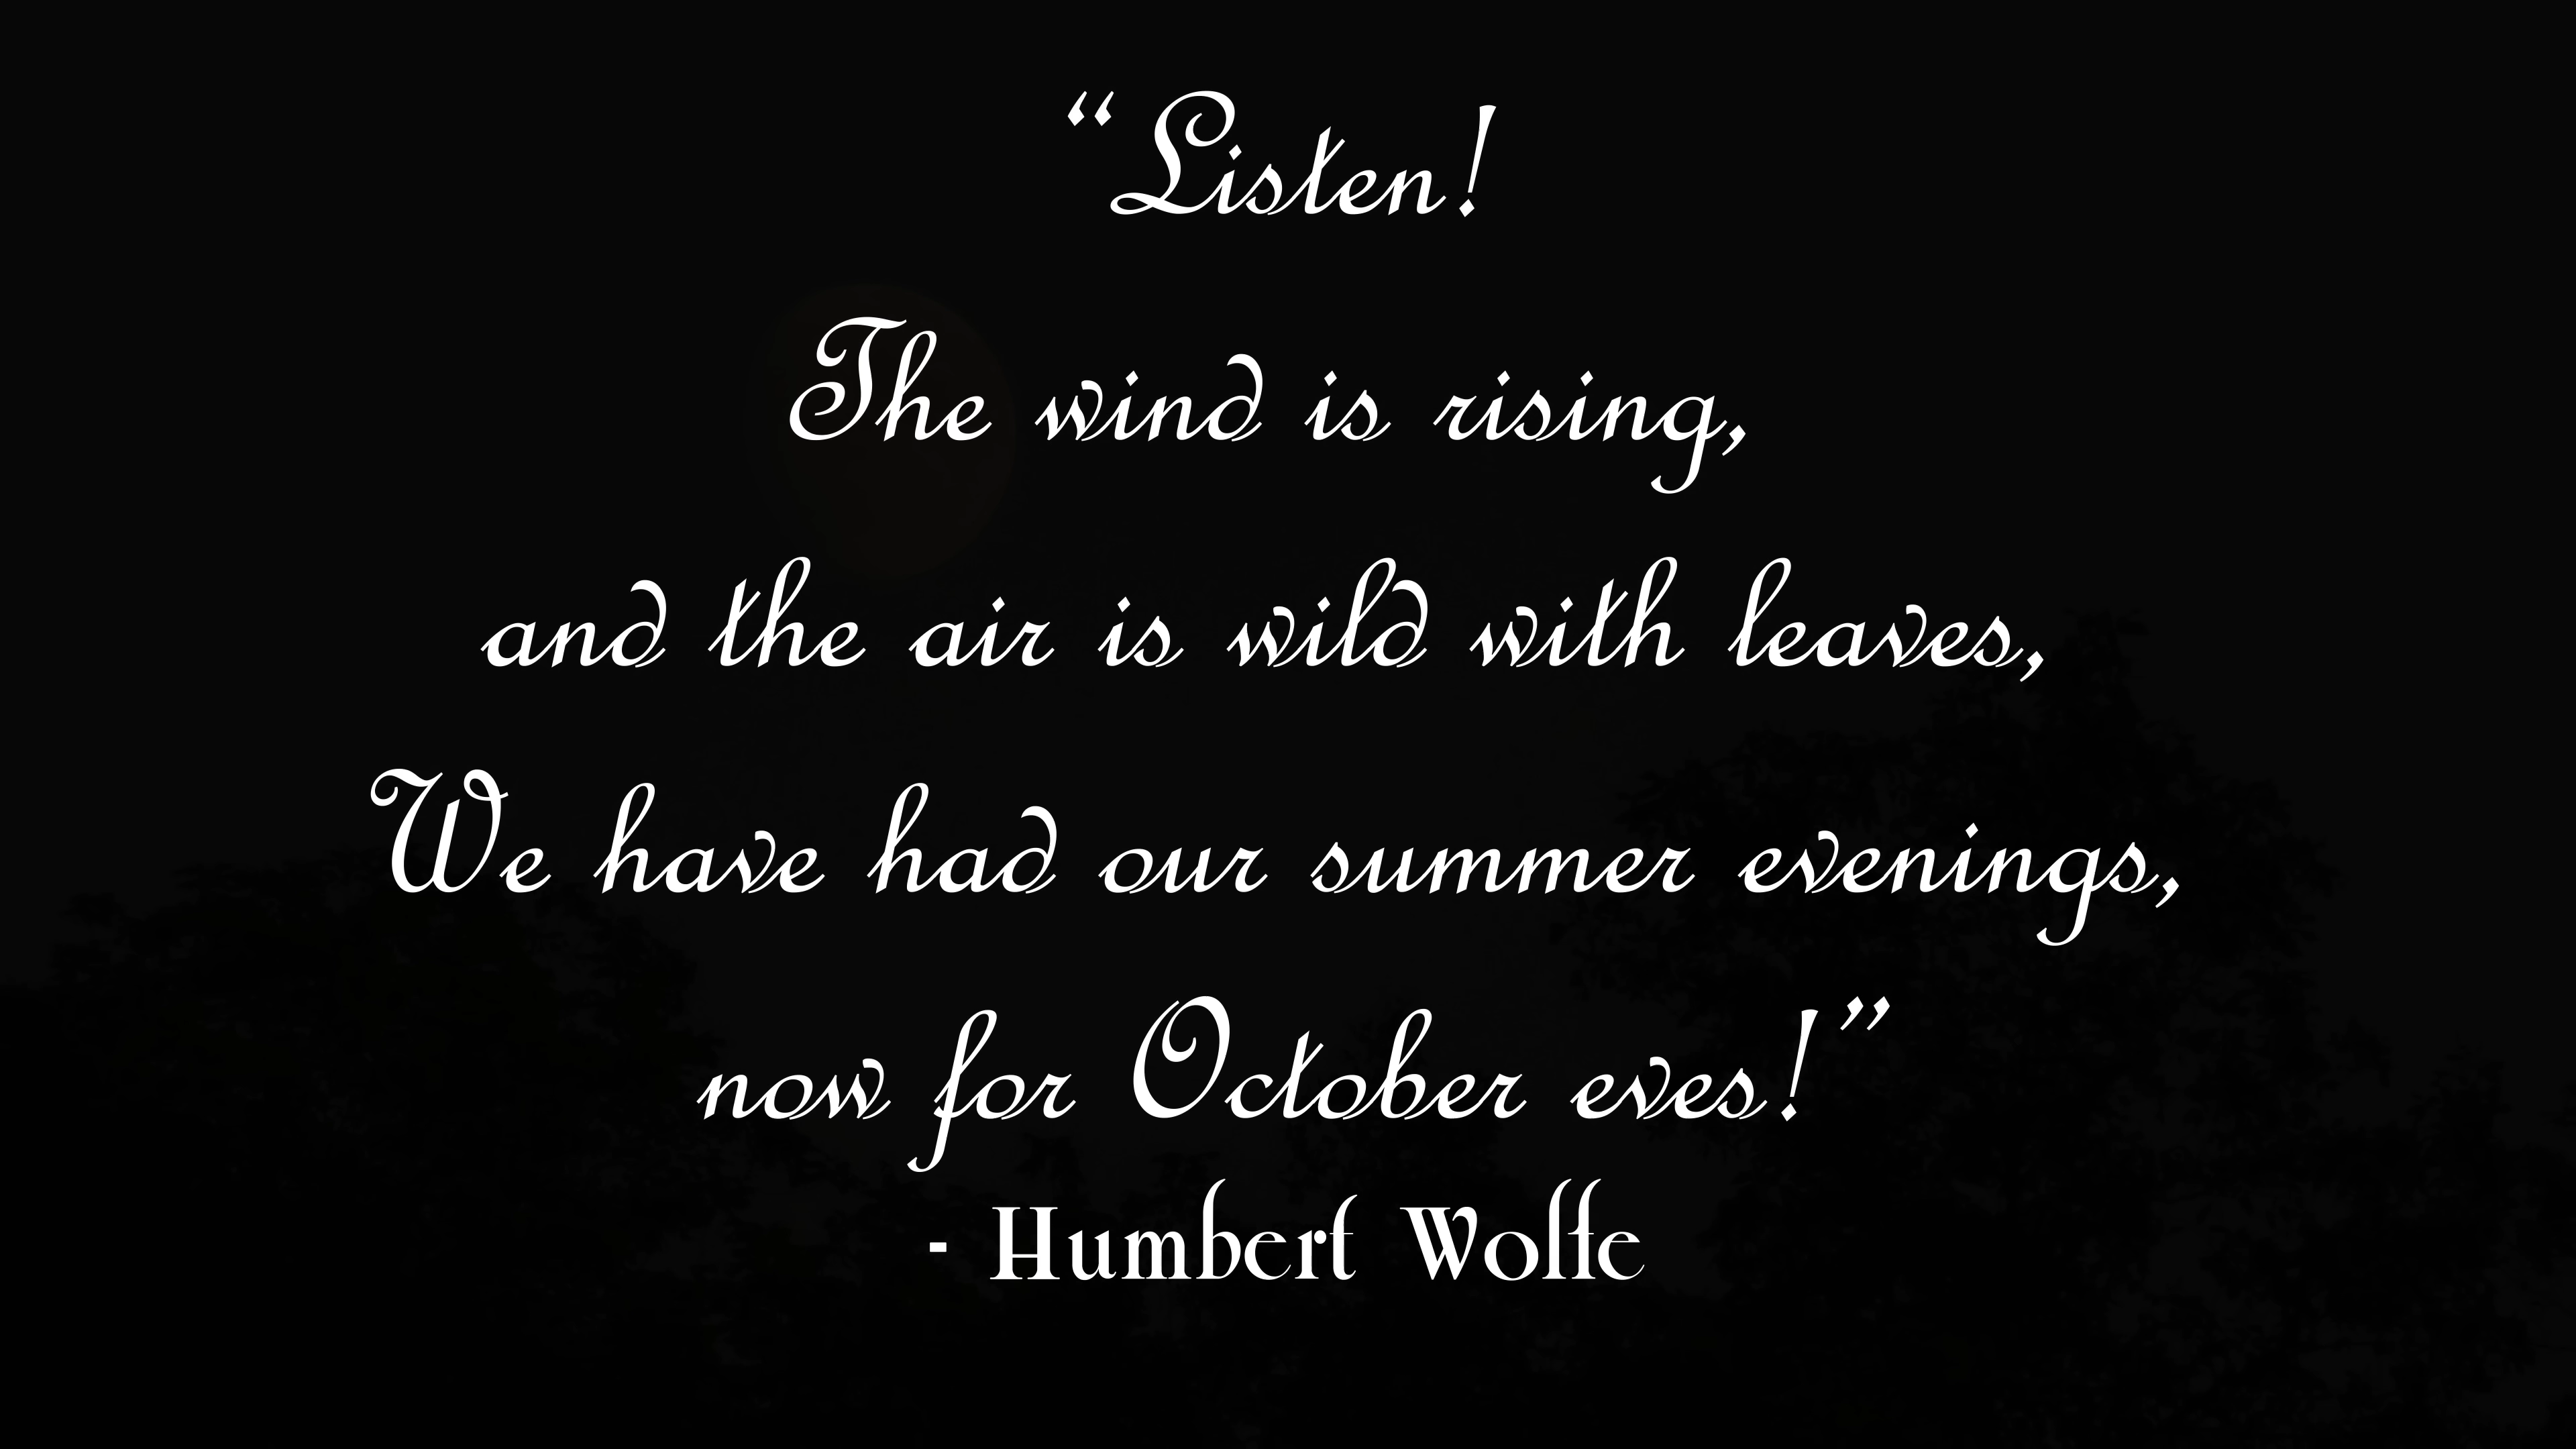 “Listen!
The wind is rising,
and the air is wild with leaves,
We have had our summer evenings,
now for October eves!”
- Humbert Wolfe